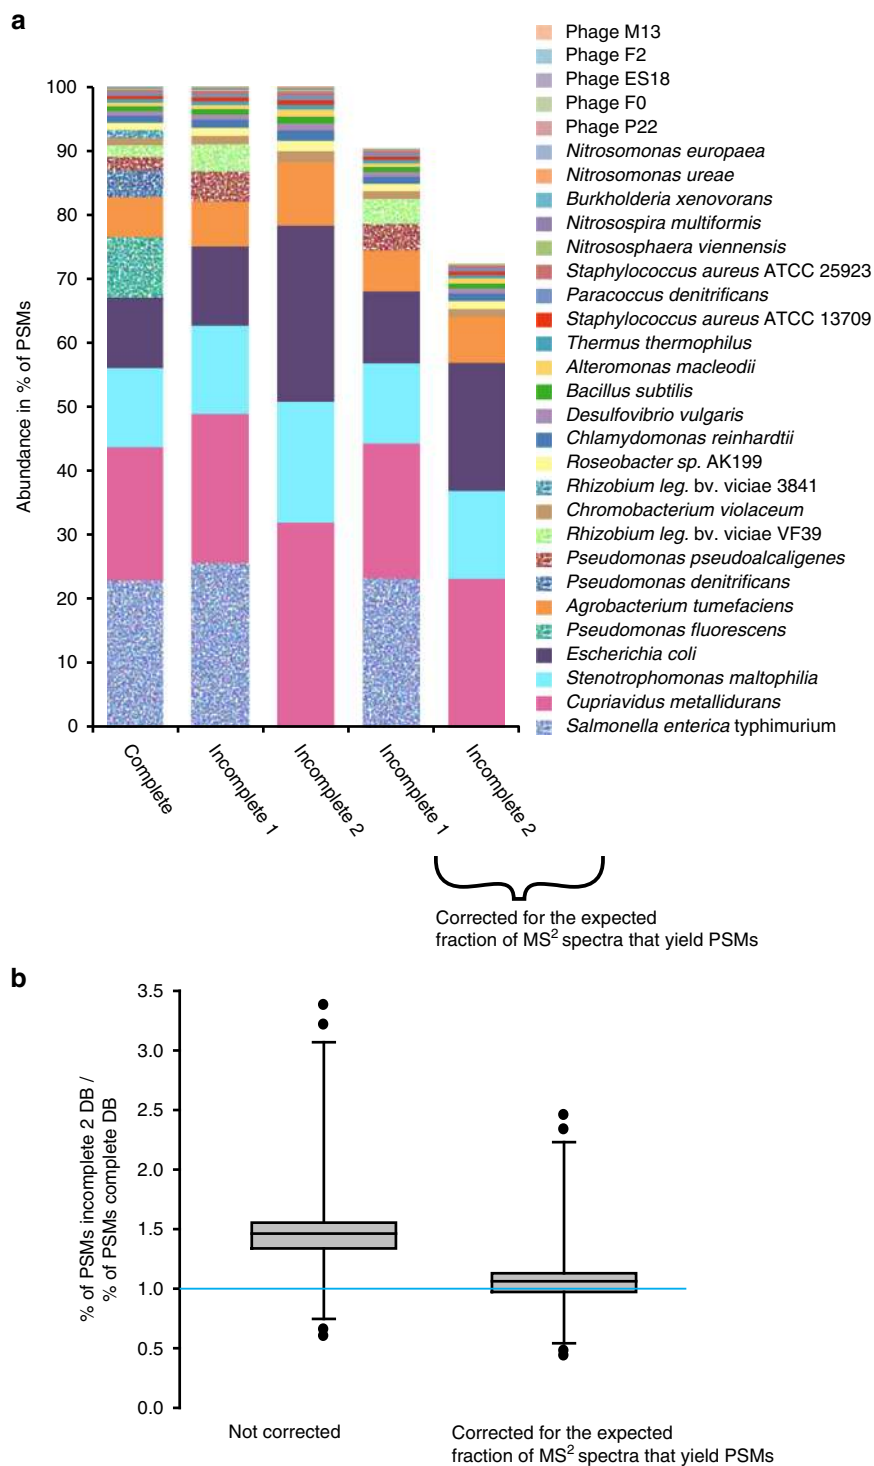 a
Phage M13
Phage F2
Phage ES18
Phage F0
Phage P22
Nitrosomonas europaea
Nitrosomonas ureae
Burkholderia xenovorans
Nitrosospira multiformis
Nitrososphaera viennensis
Staphylococcus aureus ATCC 25923
Paracoccus denitrificans
Staphylococcus aureus ATCC 13709
Thermus thermophilus
Alteromonas macleodii
Bacillus subtilis
Desulfovibrio vulgaris
Chlamydomonas reinhardtii
Roseobacter sp. AK199
Rhizobium leg. bv. viciae 3841
Chromobacterium violaceum
Rhizobium leg. bv. viciae VF39
Pseudomonas pseudoalcaligenes
Pseudomonas denitrificans
Agrobacterium tumefaciens
Pseudomonas fluorescens
Escherichia coli
Stenotrophomonas maltophilia
Cupriavidus metallidurans
Salmonella enterica typhimurium
Abundance in % of PSMs
100
90
80
70
60
50
40
30
20
10
0
Complete
Incomplete 1
Incomplete 2
Incomplete 1
Incomplete 2
Corrected for the expected
fraction of MS² spectra that yield PSMs
b
% of PSMs incomplete 2 DB /
% of PSMs complete DB
3.5
3.0
2.5
2.0
1.5
1.0
0.5
0.0
Not corrected
Corrected for the expected
fraction of MS² spectra that yield PSMs